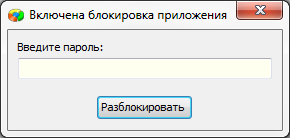 Включена блокировка приложения
Введите пароль:
Разблокировать